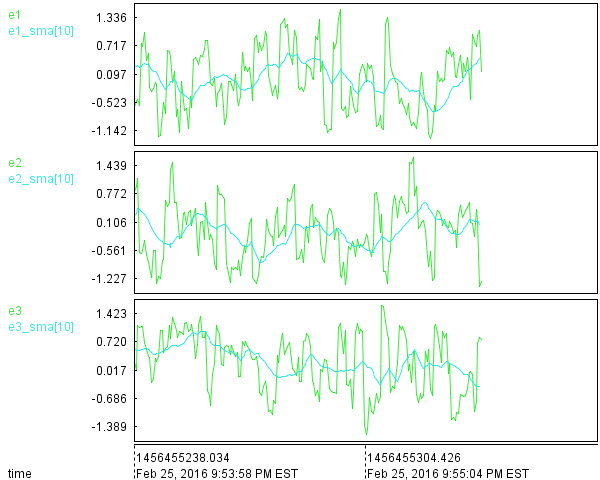 e1
e1_sma[10]
1.336
0.717
0.097
-0.523
-1.142
e2
e2_sma[10]
1.439
0.772
0.106
-0.561
-1.227
e3
e3_sma[10]
1.423
0.720
0.017
-0.686
-1.389
1456455238.034 1456455304.426
time Feb 25, 2016 9:53:58 PM EST Feb 25, 2016 9:55:04 PM EST